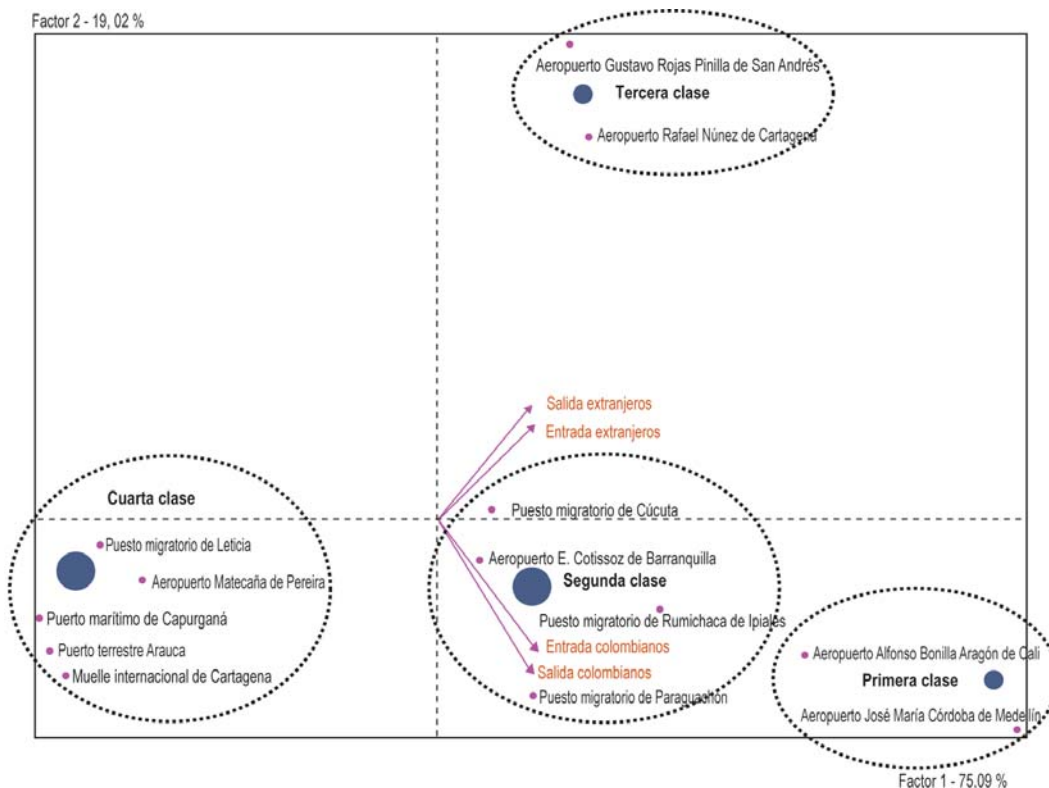 Factor 2 - 19, 02 %
Aeropuerto Gustavo Rojas Pinilla de San Andrés
Tercera clase
Aeropuerto Rafael Núnez de Cartagena
Salida extranjeros
Entrada extranjeros
Cuarta clase
Puesto migratorio de Cúcuta
Puesto migratorio de Leticia
Aeropuerto E. Cotissoz de Barranquilla
Aeropuerto Matecaña de Pereira
Segunda clase
Puerto marítimo de Capurganá
Puesto migratorio de Rumichaca de Ipiales
Puerto terrestre Arauca
Entrada colombianos
Aeropuerto Alfonso Bonilla Aragón de Cali
Muelle internacional de Cartagena
Salida colombianos
Primera clase
Puesto migratorio de Paraguachón
Aeropuerto José María Córdoba de Medellín
Factor 1 - 75.09 %